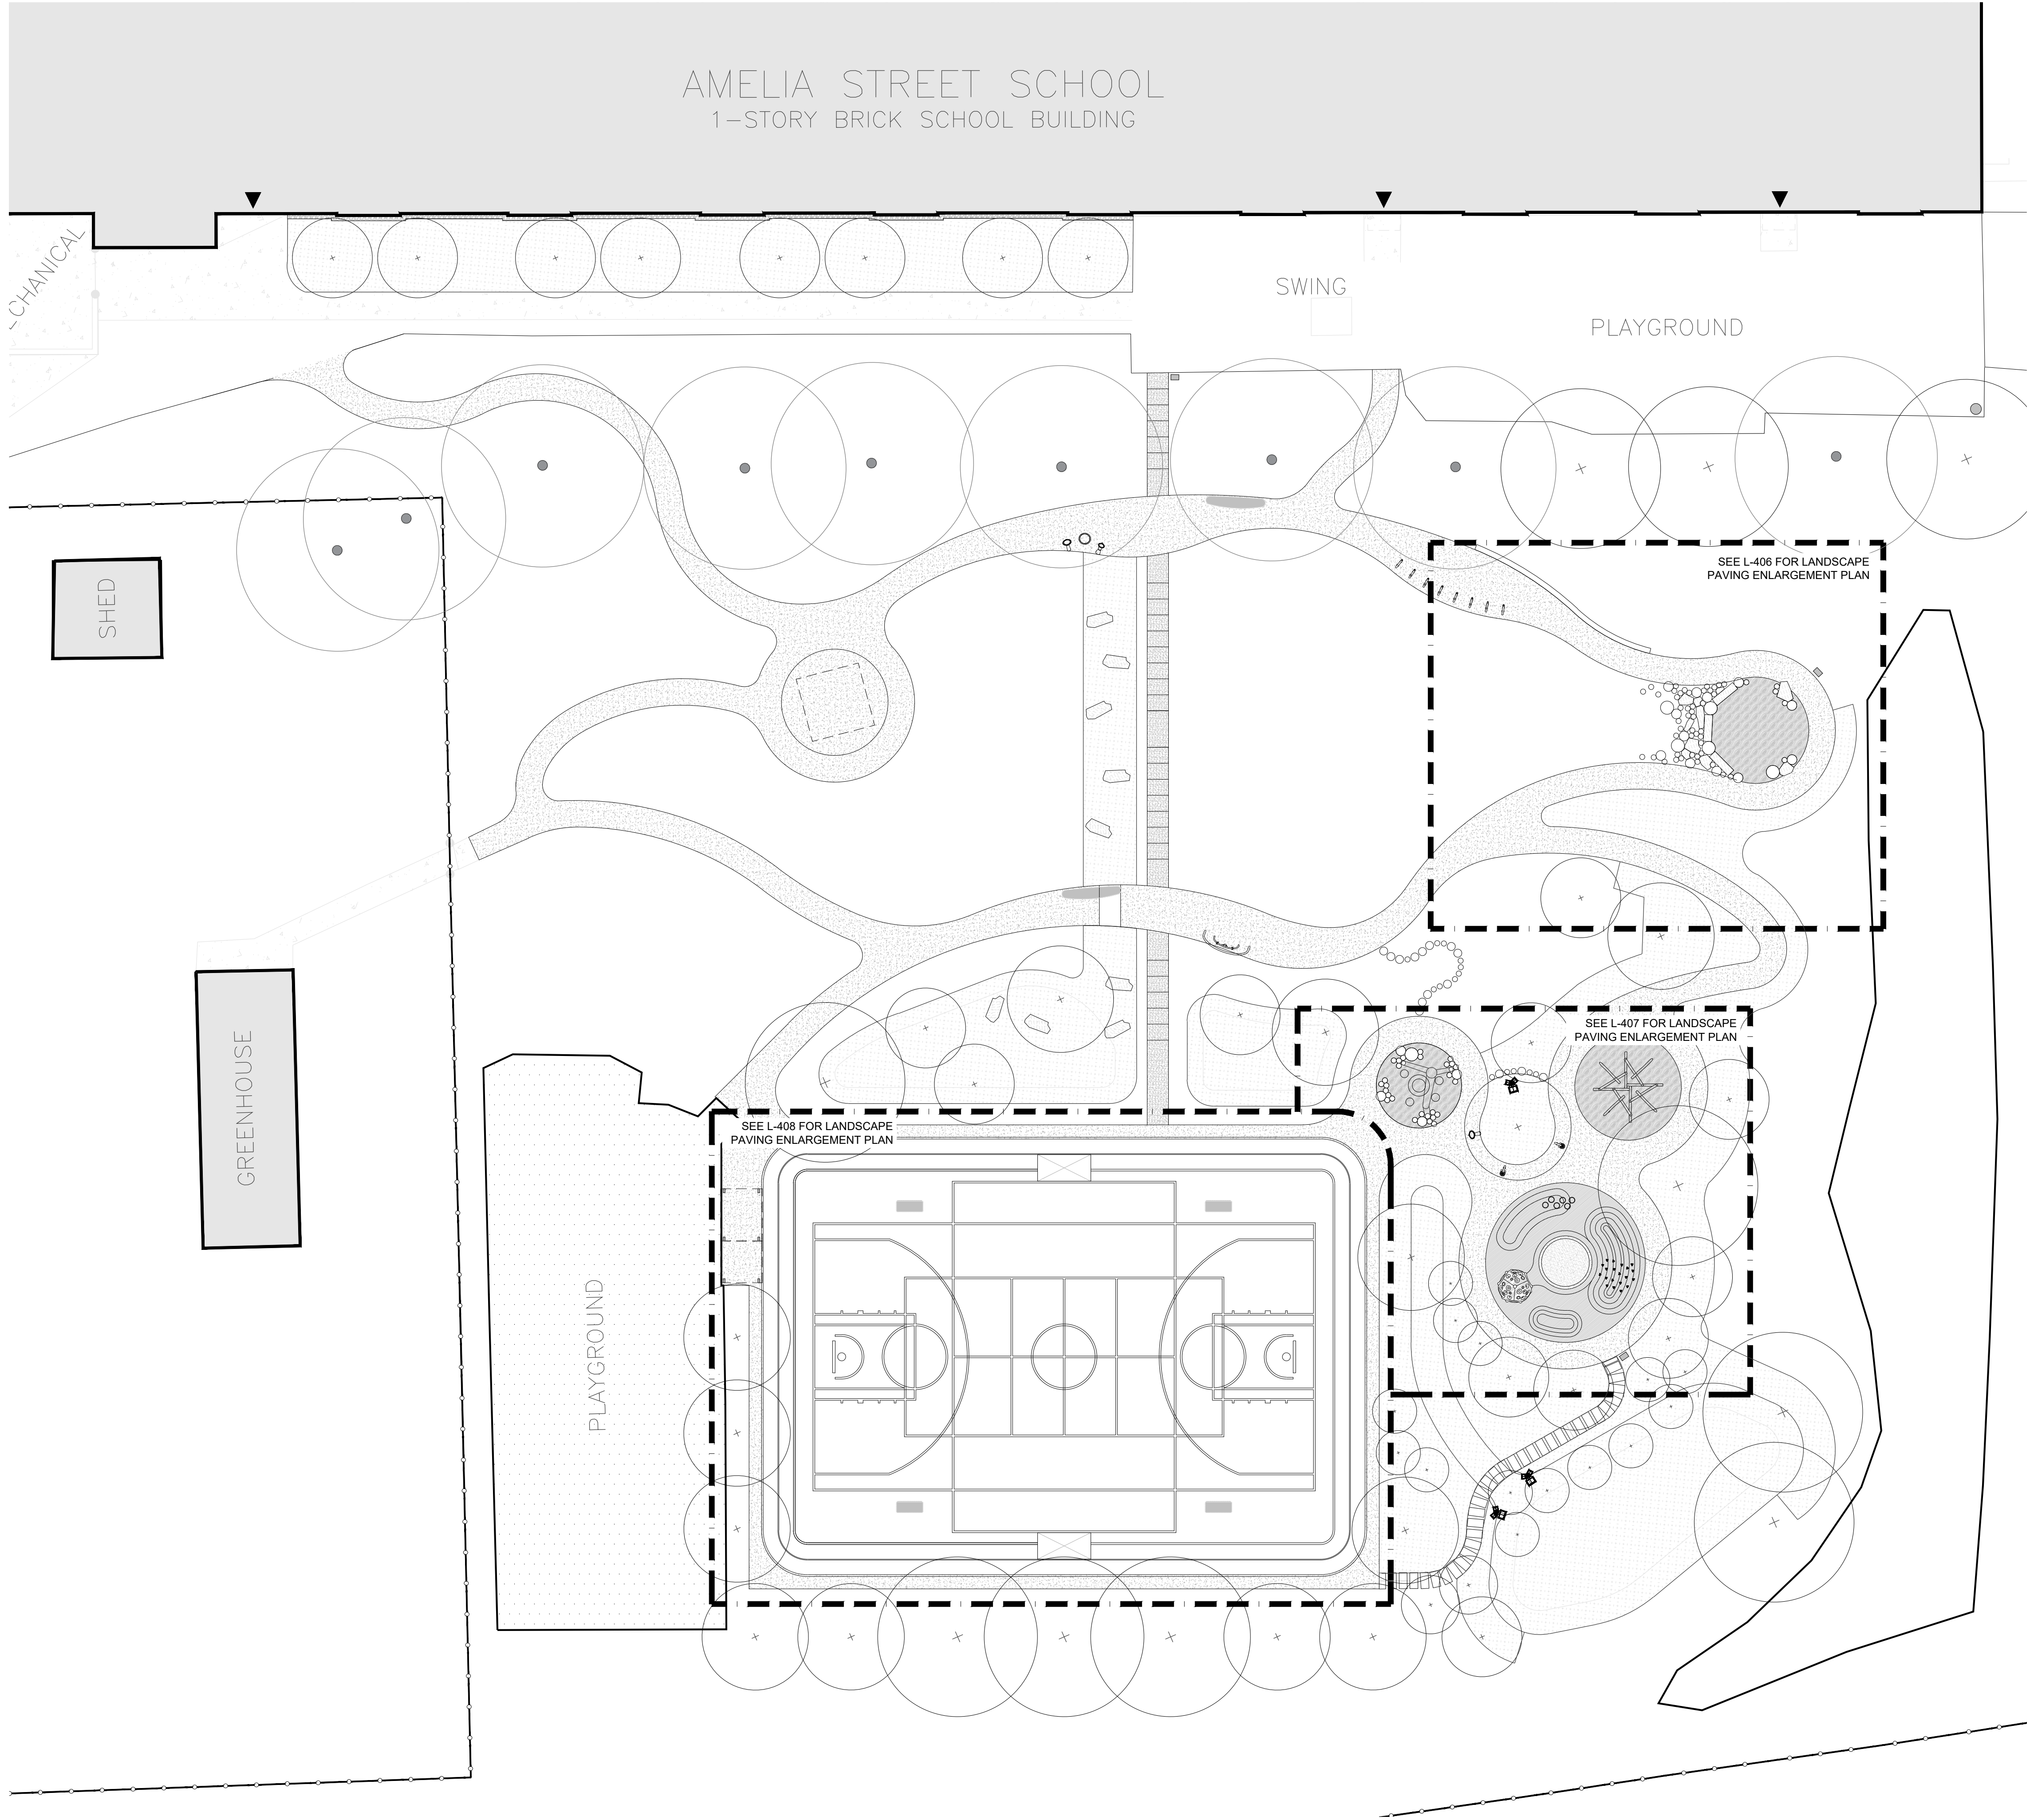 AMELIA STREET SCHOOL
1-STORY BRICK SCHOOL BUILDING
SWING
PLAYGROUND
SEE L-406 FOR LANDSCAPE
PAVING ENLARGEMENT PLAN
SHED
SEE L-407 FOR LANDSCAPE
PAVING ENLARGEMENT PLAN
GREENHOUSE
SEE L-408 FOR LANDSCAPE
PAVING ENLARGEMENT PLAN
PLAYGROUND